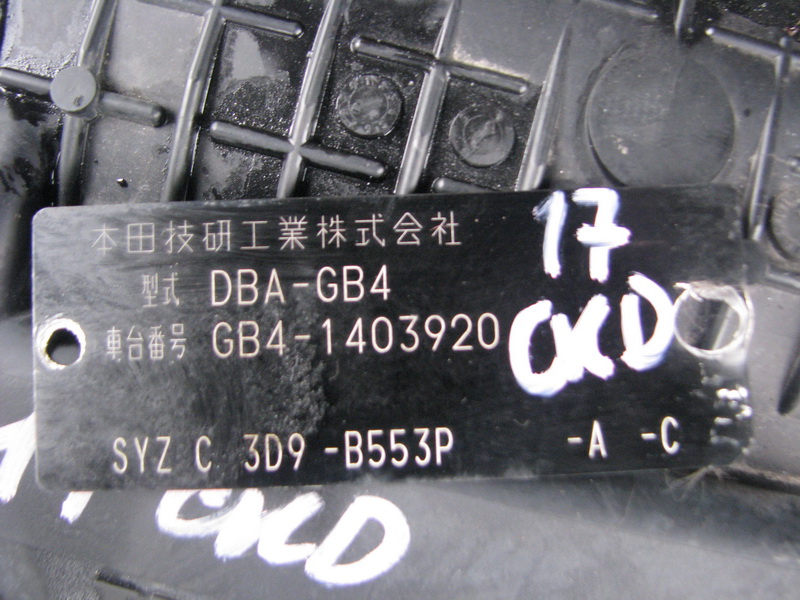 本田技研工業株式会社
型式 DBA-GB4
車台番号 GB4-1403920
17
OKD
SYZ C 3D9 -B553P -A -C